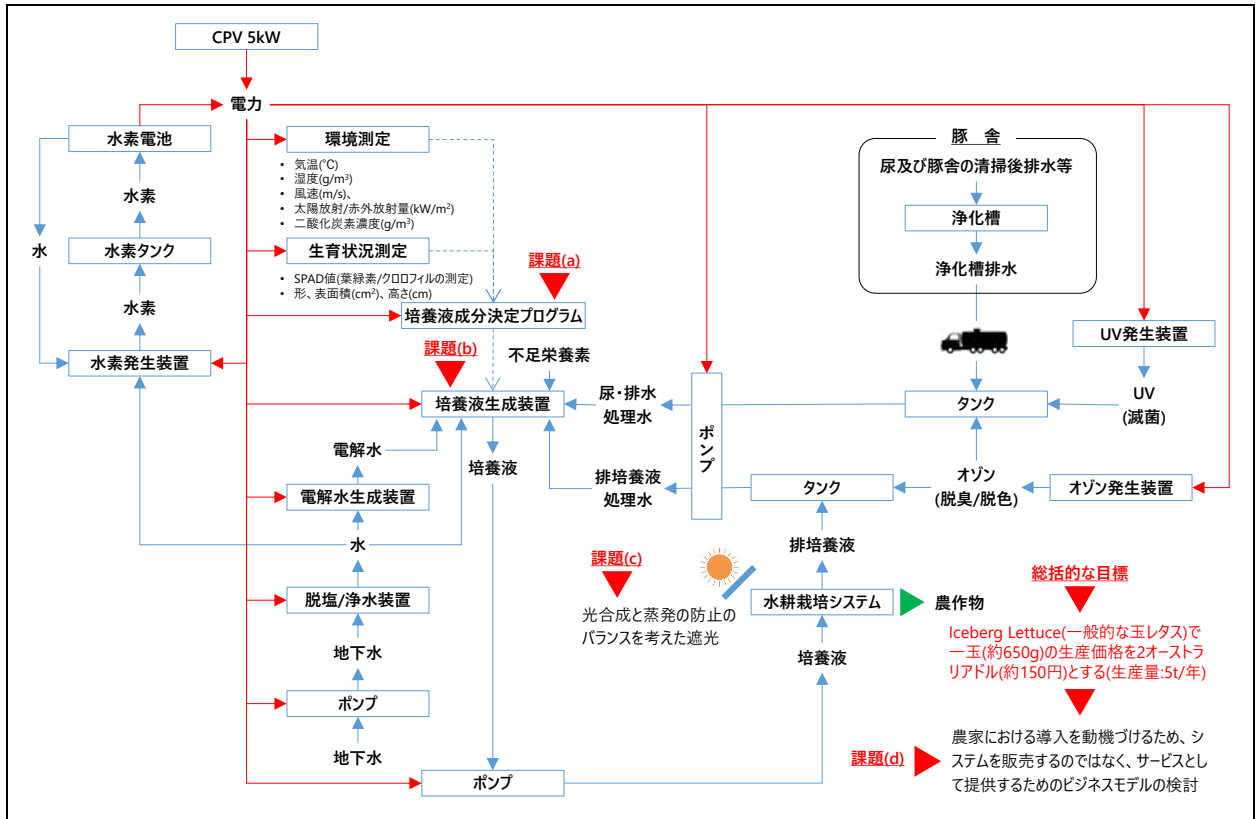 CPV 5kW
電力
水素電池
水素
水
水素タンク
水素
水素発生装置
環境測定
• 気温(℃)
• 湿度(g/m³)
• 風速(m/s)、
• 太陽放射/赤外放射量(kW/m²)
• 二酸化炭素濃度(g/m³)
生育状況測定
• SPAD値(葉緑素/クロロフィルの測定)
• 形、表面積(cm²)、高さ(cm)
課題(a)
培養液成分決定プログラム
課題(b)
不足栄養素
培養液生成装置
電解水
培養液
電解水生成装置
水
脱塩/浄水装置
地下水
ポンプ
地下水
ポンプ
尿・排水
処理水
排培養液
処理水
ポンプ
豚 舎
尿及び豚舎の清掃後排水等
浄化槽
浄化槽排水
タンク
UV発生装置
UV
(滅菌)
オゾン
(脱臭/脱色)
オゾン発生装置
タンク
排培養液
水耕栽培システム
農作物
培養液
課題(c)
光合成と蒸発の防止の
バランスを考えた遮光
総括的な目標
Iceberg Lettuce(一般的な玉レタス)で
一玉(約650g)の生産価格を2オーストラ
リアドル(約150円)とする(生産量:5t/年)
課題(d)
農家における導入を動機づけるため、シ
ステムを販売するのではなく、サービスとし
て提供するためのビジネスモデルの検討